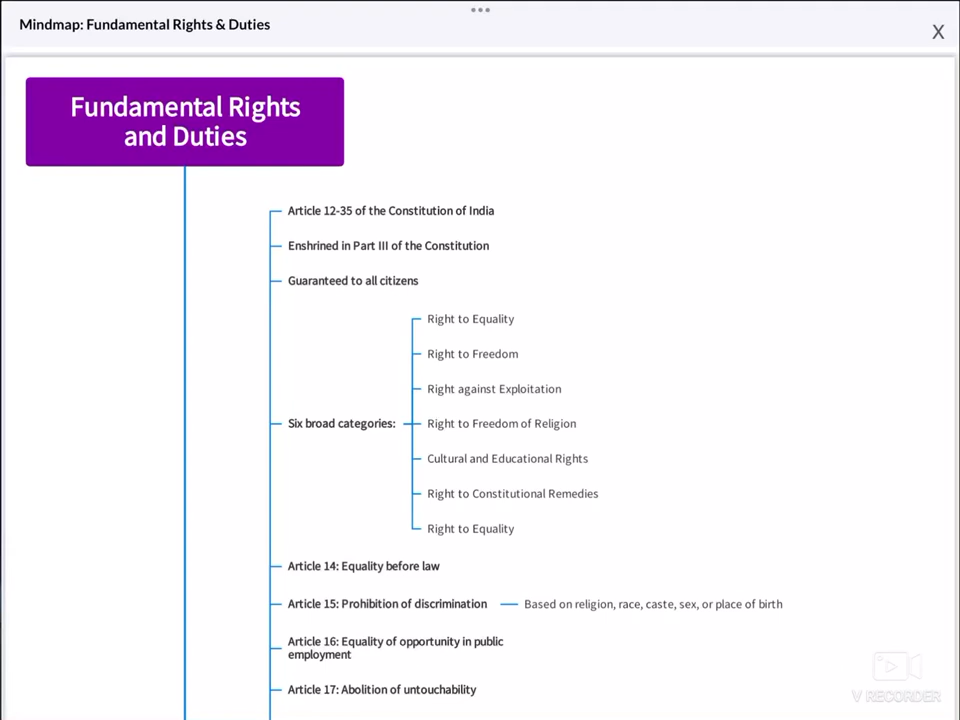 Mindmap: Fundamental Rights & Duties
X
Fundamental Rights
and Duties
Article 12-35 of the Constitution of India
Enshrined in Part III of the Constitution
Guaranteed to all citizens
Right to Equality
Right to Freedom
Right against Exploitation
Six broad categories:
Right to Freedom of Religion
Cultural and Educational Rights
Right to Constitutional Remedies
Right to Equality
Article 14: Equality before law
Article 15: Prohibition of discrimination
Based on religion, race, caste, sex, or place of birth
Article 16: Equality of opportunity in public
employment
Article 17: Abolition of untouchability
V RECORDER